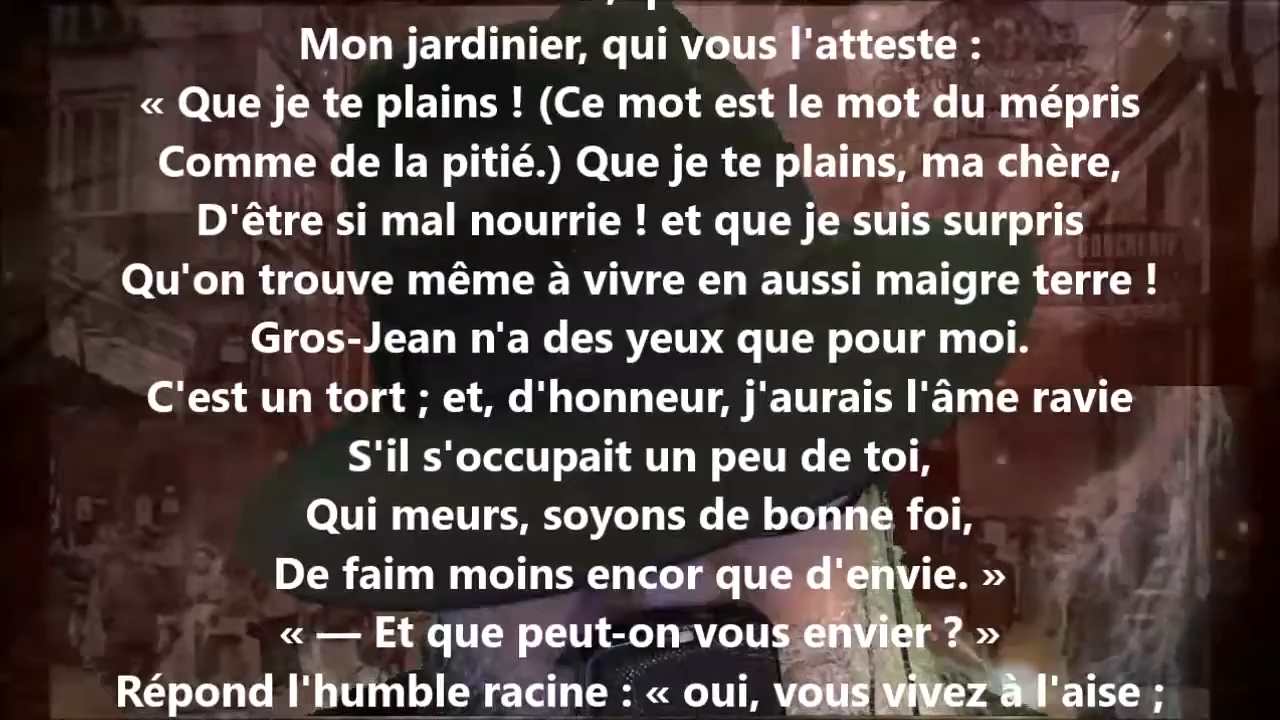 Mon jardinier, qui vous l'atteste :
« Que je te plains ! (Ce mot est le mot du mépris
Comme de la pitié.) Que je te plains, ma chère,
D'être si mal nourrie ! et que je suis surpris
Qu'on trouve même à vivre en aussi maigre terre !
Gros-Jean n'a des yeux que pour moi.
C'est un tort ; et, d'honneur, j'aurais l'âme ravie
S'il s'occupait un peu de toi,
Qui meurs, soyons de bonne foi,
De faim moins encor que d'envie. »
« — Et que peut-on vous envier ? »
Répond l'humble racine : « oui, vous vivez à l'aise ;